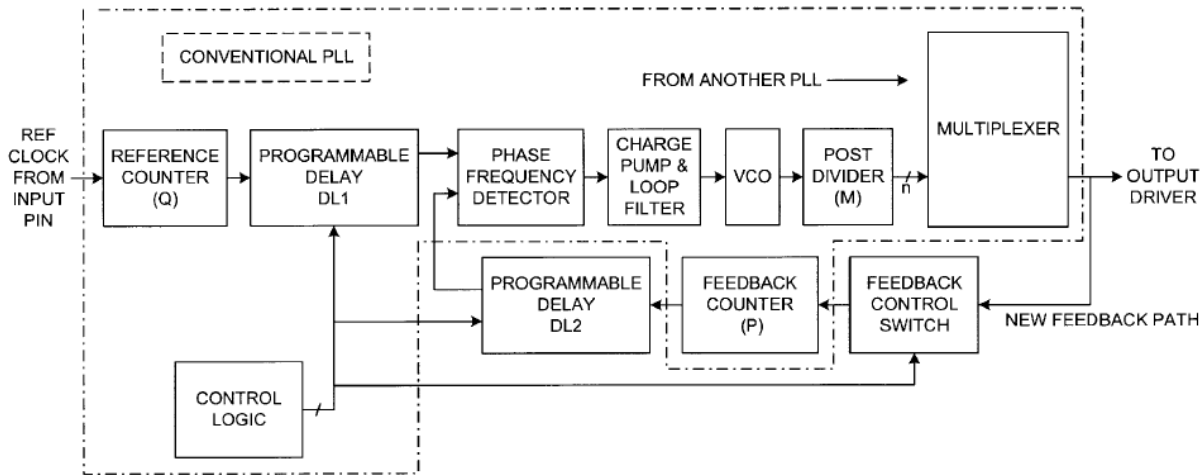 CONVENTIONAL PLL
FROM ANOTHER PLL
REF
CLOCK
FROM
INPUT
PIN
REFERENCE
COUNTER
(Q)
PROGRAMMABLE
DELAY
DL1
PHASE
FREQUENCY
DETECTOR
CHARGE
PUMP &
LOOP
FILTER
VCO
POST
DIVIDER
(M)
n
MULTIPLEXER
TO
OUTPUT
DRIVER
PROGRAMMABLE
DELAY
DL2
FEEDBACK
COUNTER
(P)
FEEDBACK
CONTROL
SWITCH
NEW FEEDBACK PATH
CONTROL
LOGIC